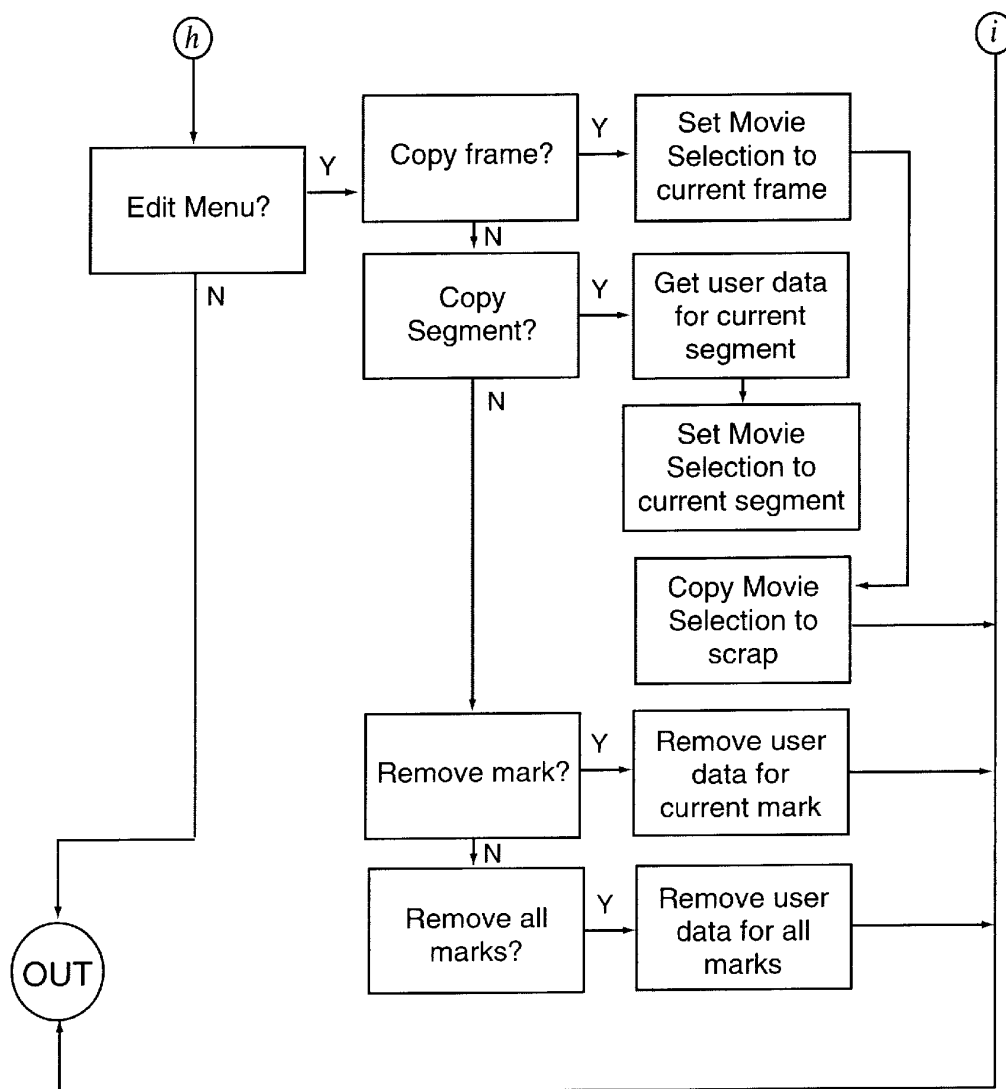 h
i
Edit Menu?
Y
N
Copy frame?
Y
N
Set Movie
Selection to
current frame
Copy
Segment?
Y
N
Get user data
for current
segment
Set Movie
Selection to
current segment
Copy Movie
Selection to
scrap
Remove mark?
Y
N
Remove user
data for
current mark
Remove all
marks?
Y
Remove user
data for all
marks
OUT